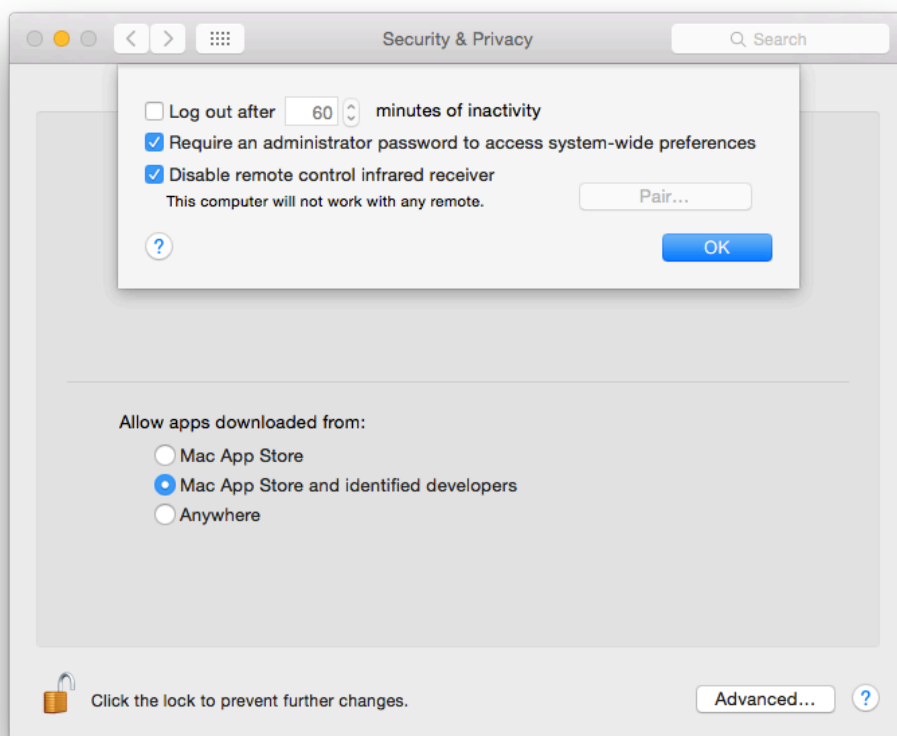 Security & Privacy
Search
Log out after 60 minutes of inactivity
Require an administrator password to access system-wide preferences
Disable remote control infrared receiver
This computer will not work with any remote.
Pair...
?
OK
Allow apps downloaded from:
Mac App Store
Mac App Store and identified developers
Anywhere
Click the lock to prevent further changes.
Advanced...
?